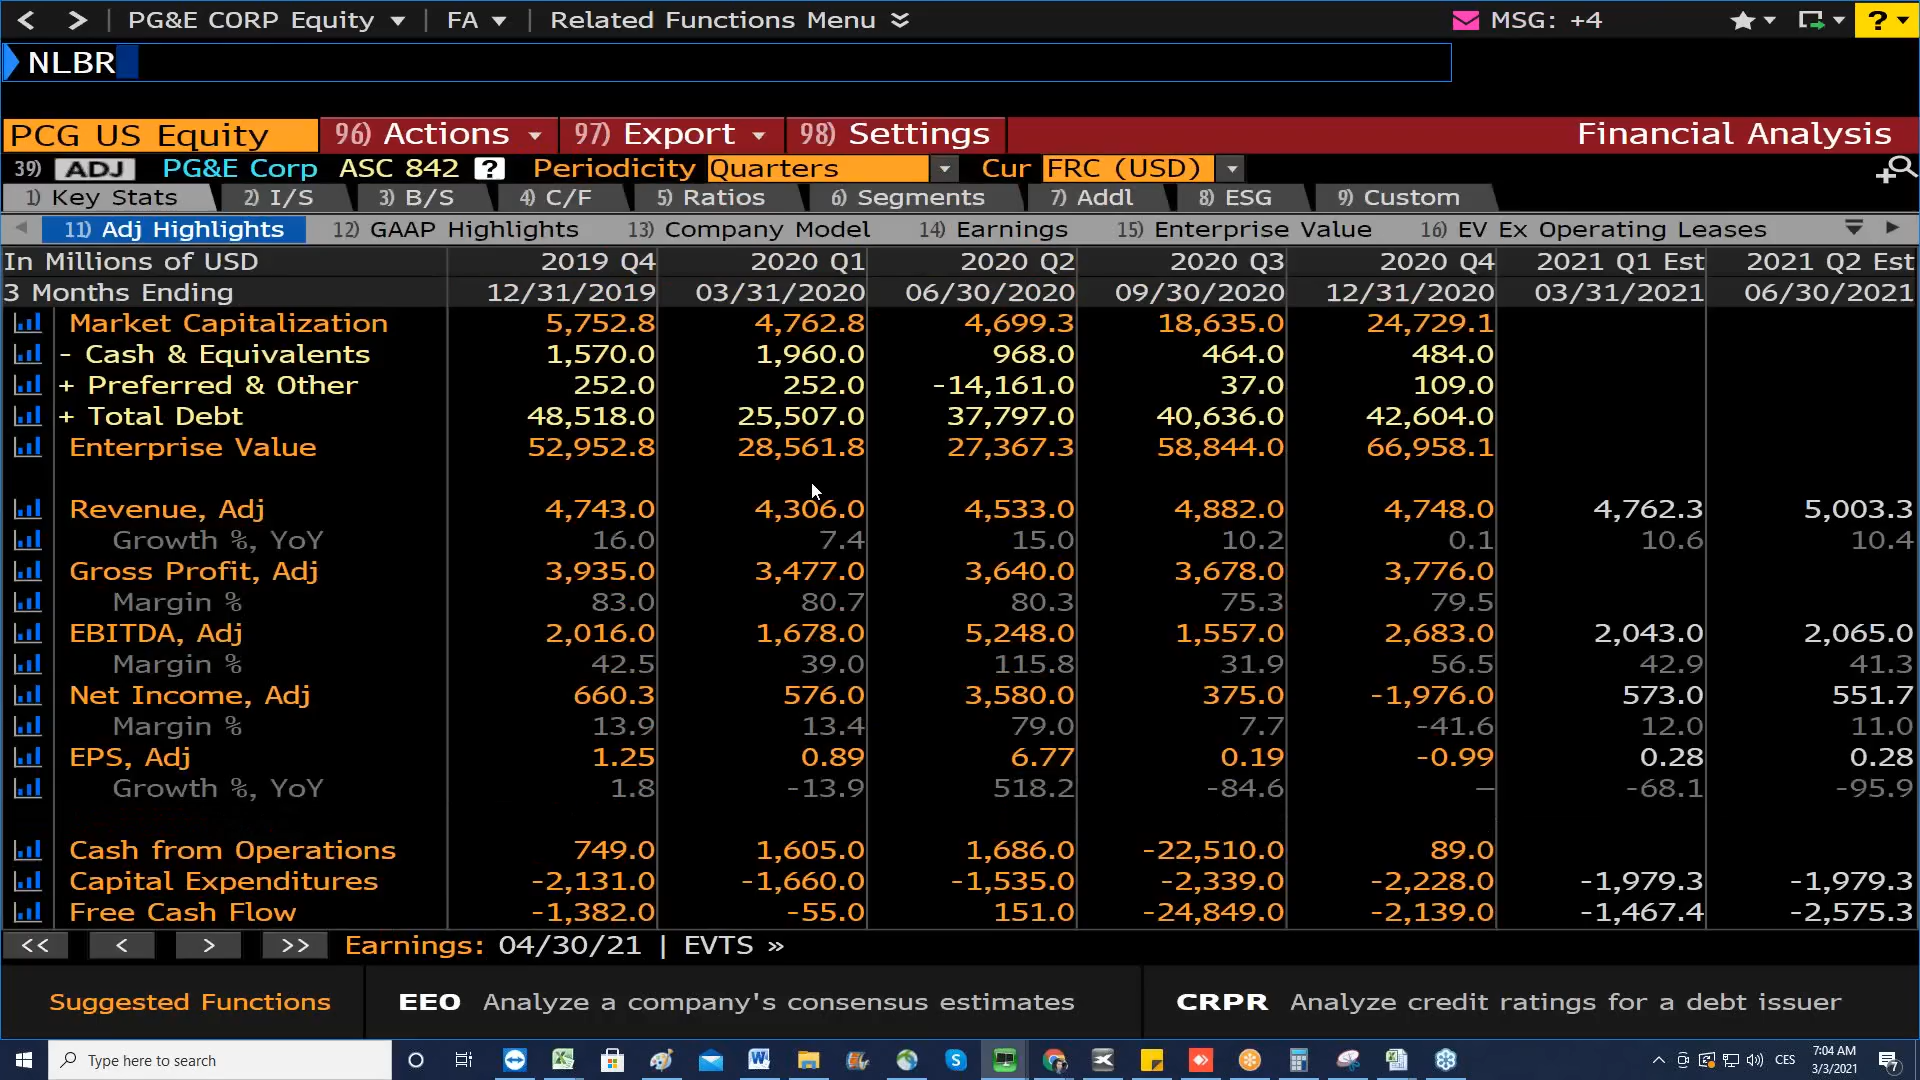 PG&E CORP Equity FA Related Functions Menu MSG: +4 ?
NLBR
PCG US Equity 96) Actions 97) Export 98) Settings Financial Analysis
39) ADJ PG&E Corp ASC 842 ? Periodicity Quarters Cur FRC (USD)
1) Key Stats 2) I/S 3) B/S 4) C/F 5) Ratios 6) Segments 7) Addl 8) ESG 9) Custom
11) Adj Highlights 12) GAAP Highlights 13) Company Model 14) Earnings 15) Enterprise Value 16) EV Ex Operating Leases
In Millions of USD 2019 Q4 2020 Q1 2020 Q2 2020 Q3 2020 Q4 2021 Q1 Est 2021 Q2 Est
3 Months Ending 12/31/2019 03/31/2020 06/30/2020 09/30/2020 12/31/2020 03/31/2021 06/30/2021
Market Capitalization 5,752.8 4,762.8 4,699.3 18,635.0 24,729.1
- Cash & Equivalents 1,570.0 1,960.0 968.0 464.0 484.0
+ Preferred & Other 252.0 252.0 -14,161.0 37.0 109.0
+ Total Debt 48,518.0 25,507.0 37,797.0 40,636.0 42,604.0
Enterprise Value 52,952.8 28,561.8 27,367.3 58,844.0 66,958.1
Revenue, Adj 4,743.0 4,306.0 4,533.0 4,882.0 4,748.0 4,762.3 5,003.3
Growth %, YoY 16.0 7.4 15.0 10.2 0.1 10.6 10.4
Gross Profit, Adj 3,935.0 3,477.0 3,640.0 3,678.0 3,776.0
Margin % 83.0 80.7 80.3 75.3 79.5
EBITDA, Adj 2,016.0 1,678.0 5,248.0 1,557.0 2,683.0 2,043.0 2,065.0
Margin % 42.5 39.0 115.8 31.9 56.5 42.9 41.3
Net Income, Adj 660.3 576.0 3,580.0 375.0 -1,976.0 573.0 551.7
Margin % 13.9 13.4 79.0 7.7 -41.6 12.0 11.0
EPS, Adj 1.25 0.89 6.77 0.19 -0.99 0.28 0.28
Growth %, YoY 1.8 -13.9 518.2 -84.6 — -68.1 -95.9
Cash from Operations 749.0 1,605.0 1,686.0 -22,510.0 89.0
Capital Expenditures -2,131.0 -1,660.0 -1,535.0 -2,339.0 -2,228.0 -1,979.3 -1,979.3
Free Cash Flow -1,382.0 -55.0 151.0 -24,849.0 -2,139.0 -1,467.4 -2,575.3
<< < > >> Earnings: 04/30/21 | EVTS »
Suggested Functions EEO Analyze a company's consensus estimates CRPR Analyze credit ratings for a debt issuer
Type here to search CES 7:04 AM
3/3/2021 7